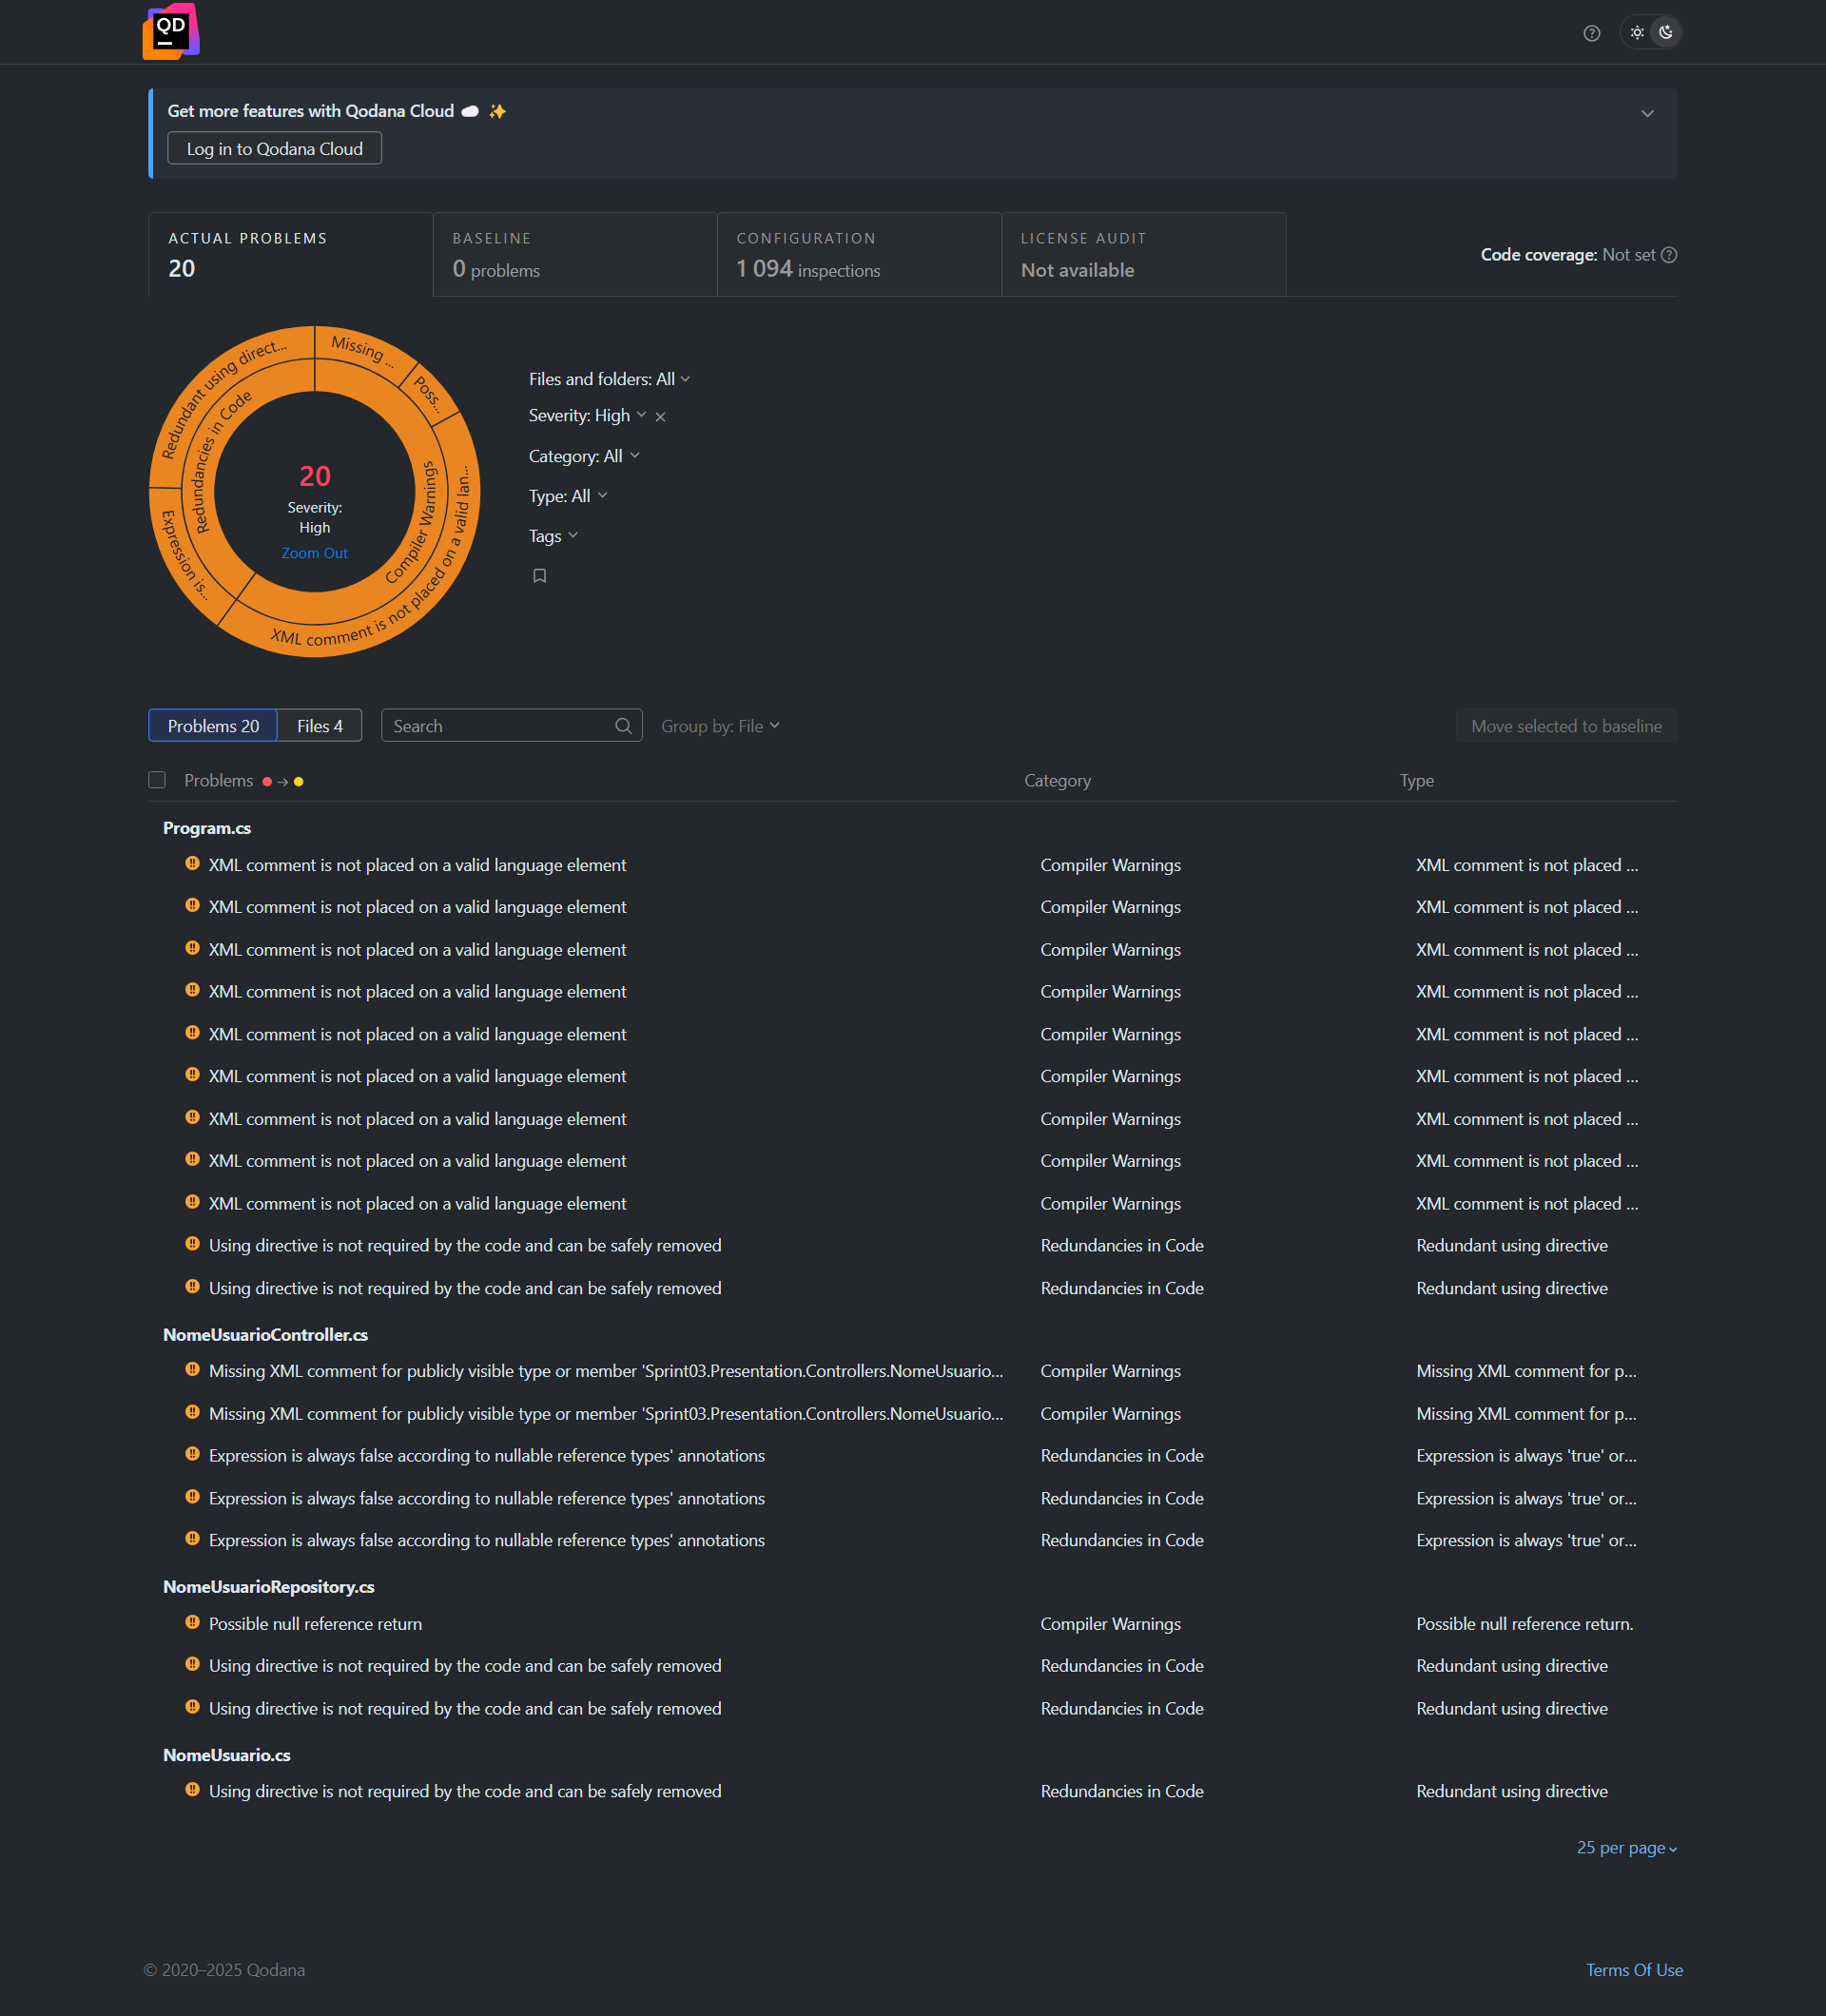 QD
Get more features with Qodana Cloud
Log in to Qodana Cloud
ACTUAL PROBLEMS
20
BASELINE
0 problems
CONFIGURATION
1 094 inspections
LICENSE AUDIT
Not available
Code coverage: Not set
Redundant using direct...
Missing ...
Poss...
Redundancies in Code
Compiler Warnings
Expression is...
XML comment is not placed on a valid lan...
20
Severity:
High
Zoom Out
Files and folders: All
Severity: High
Category: All
Type: All
Tags
Problems 20
Files 4
Search
Group by: File
Move selected to baseline
Problems
Category
Type
Program.cs
XML comment is not placed on a valid language element Compiler Warnings XML comment is not placed ...
XML comment is not placed on a valid language element Compiler Warnings XML comment is not placed ...
XML comment is not placed on a valid language element Compiler Warnings XML comment is not placed ...
XML comment is not placed on a valid language element Compiler Warnings XML comment is not placed ...
XML comment is not placed on a valid language element Compiler Warnings XML comment is not placed ...
XML comment is not placed on a valid language element Compiler Warnings XML comment is not placed ...
XML comment is not placed on a valid language element Compiler Warnings XML comment is not placed ...
XML comment is not placed on a valid language element Compiler Warnings XML comment is not placed ...
XML comment is not placed on a valid language element Compiler Warnings XML comment is not placed ...
Using directive is not required by the code and can be safely removed Redundancies in Code Redundant using directive
Using directive is not required by the code and can be safely removed Redundancies in Code Redundant using directive
NomeUsuarioController.cs
Missing XML comment for publicly visible type or member 'Sprint03.Presentation.Controllers.NomeUsuario... Compiler Warnings Missing XML comment for p...
Missing XML comment for publicly visible type or member 'Sprint03.Presentation.Controllers.NomeUsuario... Compiler Warnings Missing XML comment for p...
Expression is always false according to nullable reference types' annotations Redundancies in Code Expression is always 'true' or...
Expression is always false according to nullable reference types' annotations Redundancies in Code Expression is always 'true' or...
Expression is always false according to nullable reference types' annotations Redundancies in Code Expression is always 'true' or...
NomeUsuarioRepository.cs
Possible null reference return Compiler Warnings Possible null reference return.
Using directive is not required by the code and can be safely removed Redundancies in Code Redundant using directive
Using directive is not required by the code and can be safely removed Redundancies in Code Redundant using directive
NomeUsuario.cs
Using directive is not required by the code and can be safely removed Redundancies in Code Redundant using directive
25 per page
© 2020–2025 Qodana
Terms Of Use